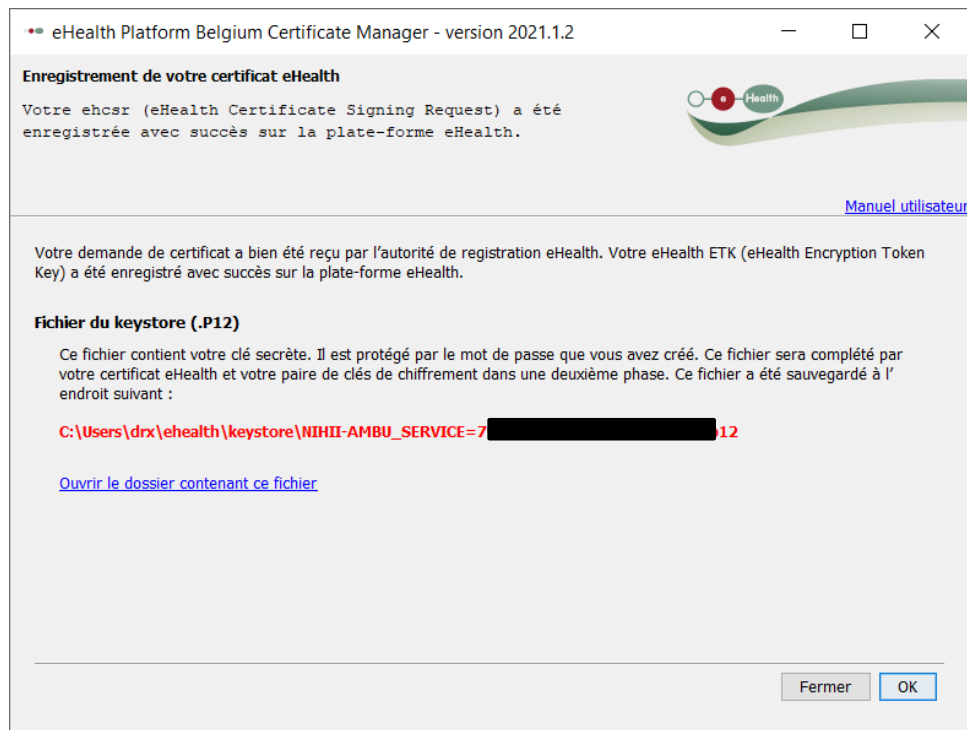 eHealth Platform Belgium Certificate Manager - version 2021.1.2
Enregistrement de votre certificat eHealth
Votre ehcsr (eHealth Certificate Signing Request) a été
enregistrée avec succès sur la plate-forme eHealth.
e Health
Manuel utilisateur
Votre demande de certificat a bien été reçu par l'autorité de registration eHealth. Votre eHealth ETK (eHealth Encryption Token
Key) a été enregistré avec succès sur la plate-forme eHealth.
Fichier du keystore (.P12)
Ce fichier contient votre clé secrète. Il est protégé par le mot de passe que vous avez créé. Ce fichier sera complété par
votre certificat eHealth et votre paire de clés de chiffrement dans une deuxième phase. Ce fichier a été sauvegardé à l'
endroit suivant :
C:\Users\drx\ehealth\keystore\NIHII-AMBU_SERVICE=7 12
Ouvrir le dossier contenant ce fichier
Fermer OK